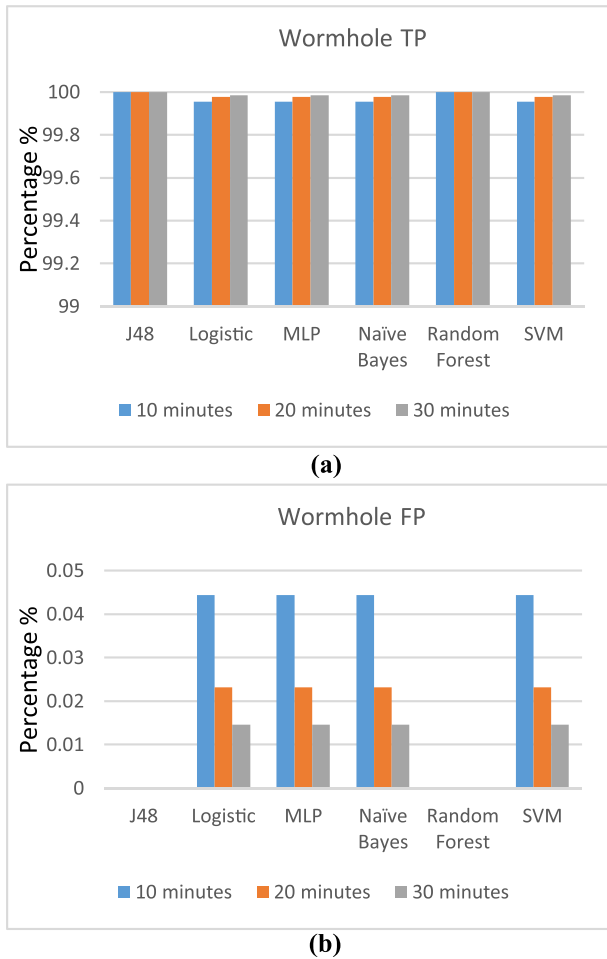 Wormhole TP
Percentage %
100
99.8
99.6
99.4
99.2
99
J48 Logistic MLP Naïve Bayes Random Forest SVM
10 minutes 20 minutes 30 minutes
(a)
Wormhole FP
Percentage %
0.05
0.04
0.03
0.02
0.01
0
J48 Logistic MLP Naïve Bayes Random Forest SVM
10 minutes 20 minutes 30 minutes
(b)